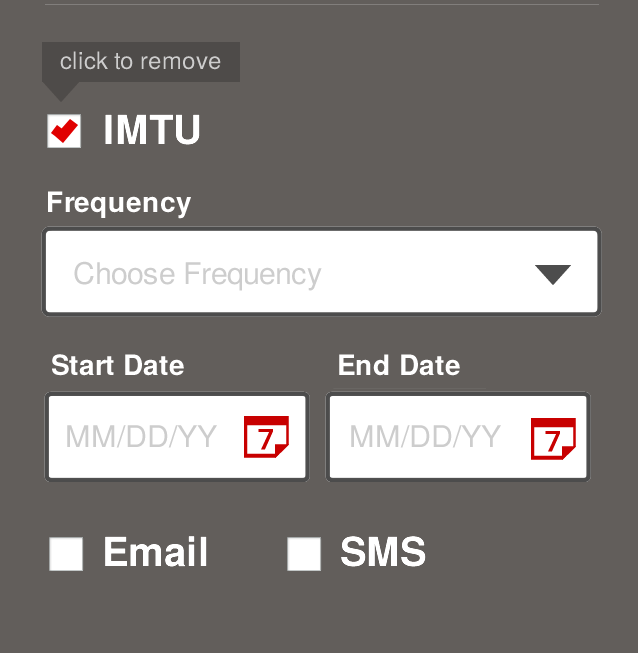 click to remove
IMTU
Frequency
Choose Frequency
Start Date End Date
MM/DD/YY 7 MM/DD/YY 7
Email SMS